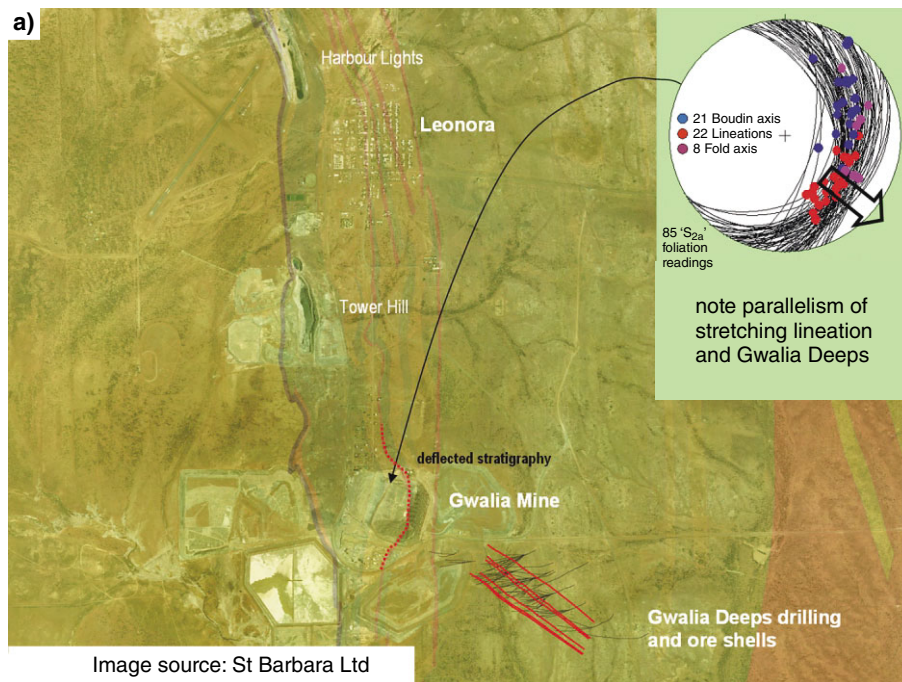 a)
Harbour Lights
Leonora
21 Boudin axis
22 Lineations
8 Fold axis
85 ‘S2a’
foliation
readings
note parallelism of
stretching lineation
and Gwalia Deeps
Tower Hill
deflected stratigraphy
Gwalia Mine
Gwalia Deeps drilling
and ore shells
Image source: St Barbara Ltd